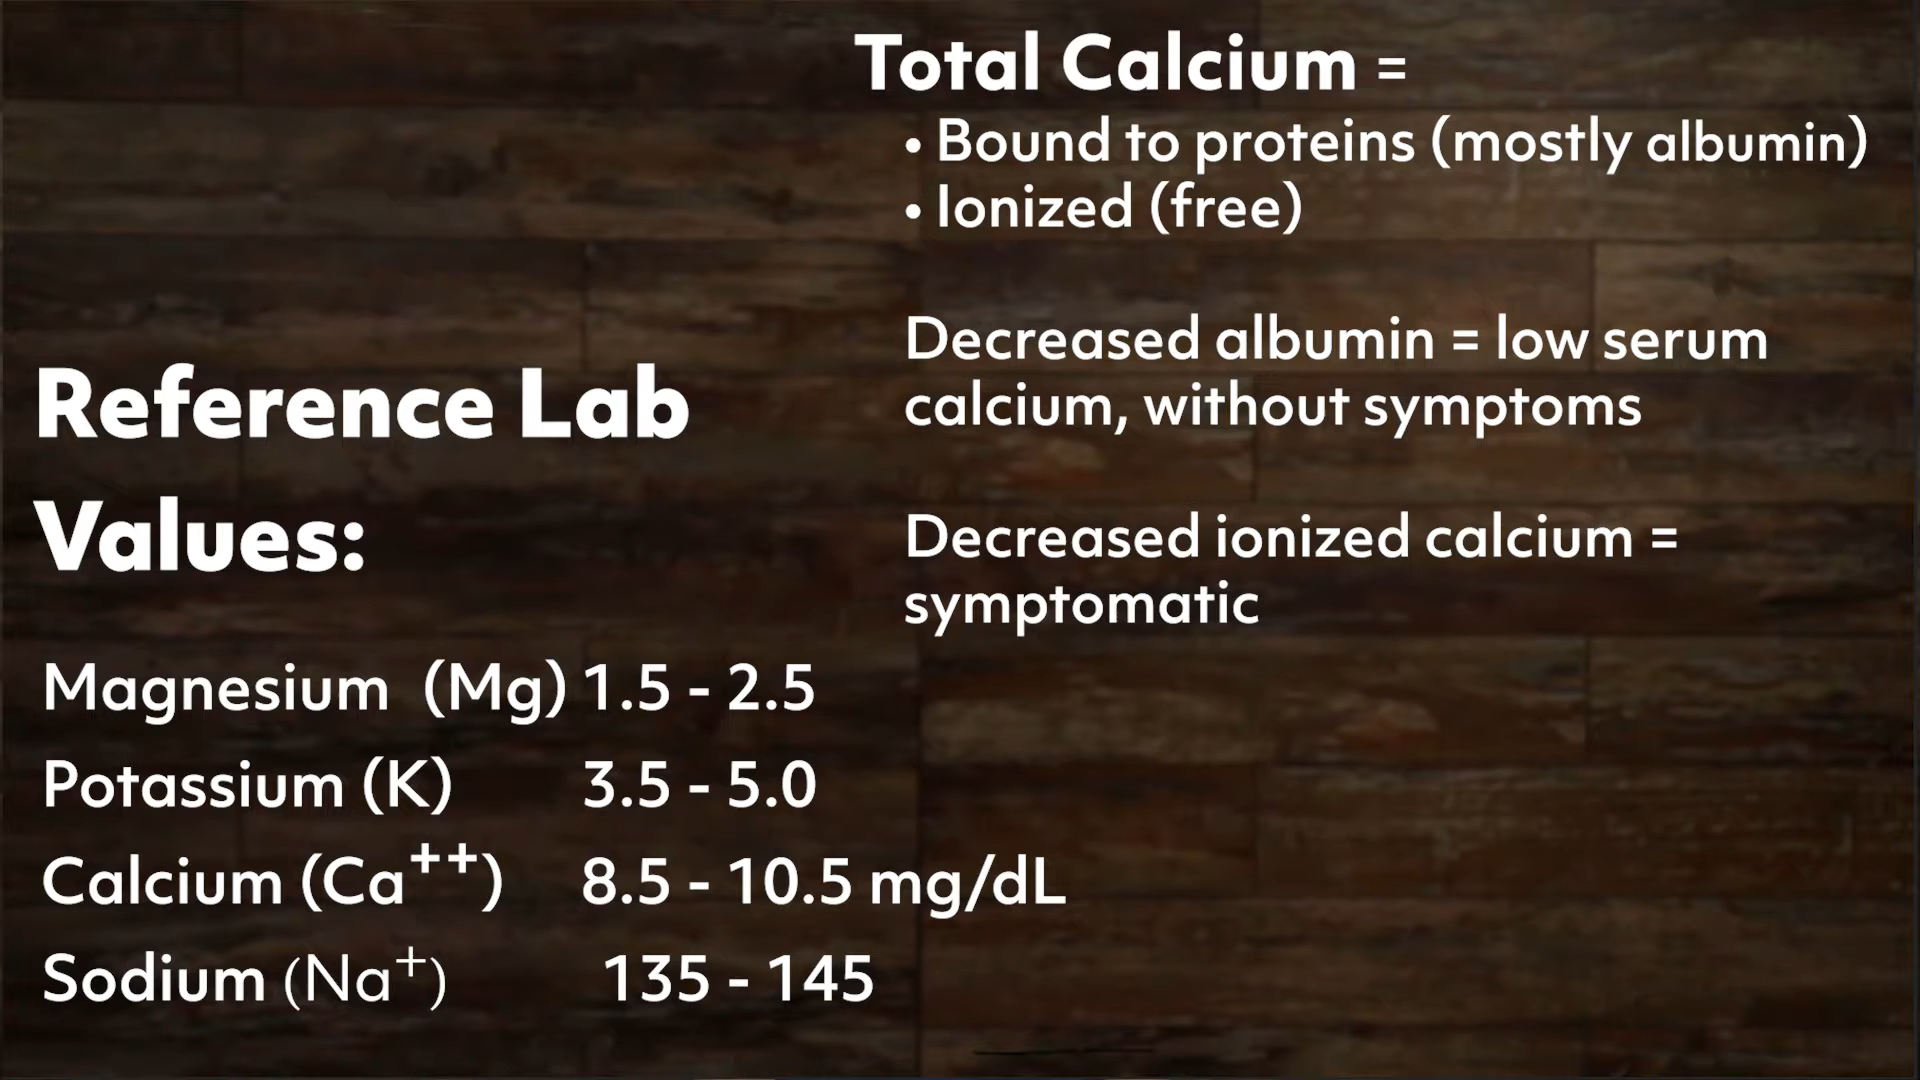 Total Calcium =
• Bound to proteins (mostly albumin)
• Ionized (free)
Decreased albumin = low serum
calcium, without symptoms
Decreased ionized calcium =
symptomatic
Reference Lab
Values:
Magnesium (Mg) 1.5 - 2.5
Potassium (K) 3.5 - 5.0
Calcium (Ca⁺⁺) 8.5 - 10.5 mg/dL
Sodium (Na⁺) 135 - 145